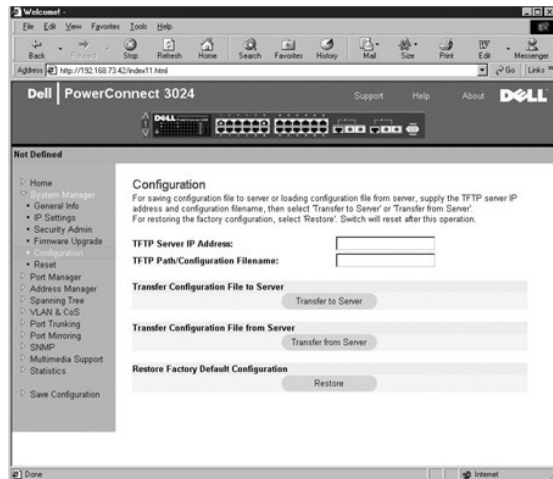 Welcome! -
File Edit View Favorites Tools Help
Back Forward Stop Refresh Home Search Favorites History Mail Size Print Edit Messenger
Address http://192.168.73.42/index11.html Go Links »
Dell PowerConnect 3024 Support Help About DELL
DELL
Not Defined
Home
System Manager
General Info
IP Settings
Security Admin
Firmware Upgrade
Configuration
Reset
Port Manager
Address Manager
Spanning Tree
VLAN & CoS
Port Trunking
Port Mirroring
SNMP
Multimedia Support
Statistics
Save Configuration
Configuration
For saving configuration file to server or loading configuration file from server, supply the TFTP server IP
address and configuration filename, then select 'Transfer to Server' or 'Transfer from Server'.
For restoring the factory configuration, select 'Restore'. Switch will reset after this operation.
TFTP Server IP Address:
TFTP Path/Configuration Filename:
Transfer Configuration File to Server
Transfer to Server
Transfer Configuration File from Server
Transfer from Server
Restore Factory Default Configuration
Restore
Done Internet